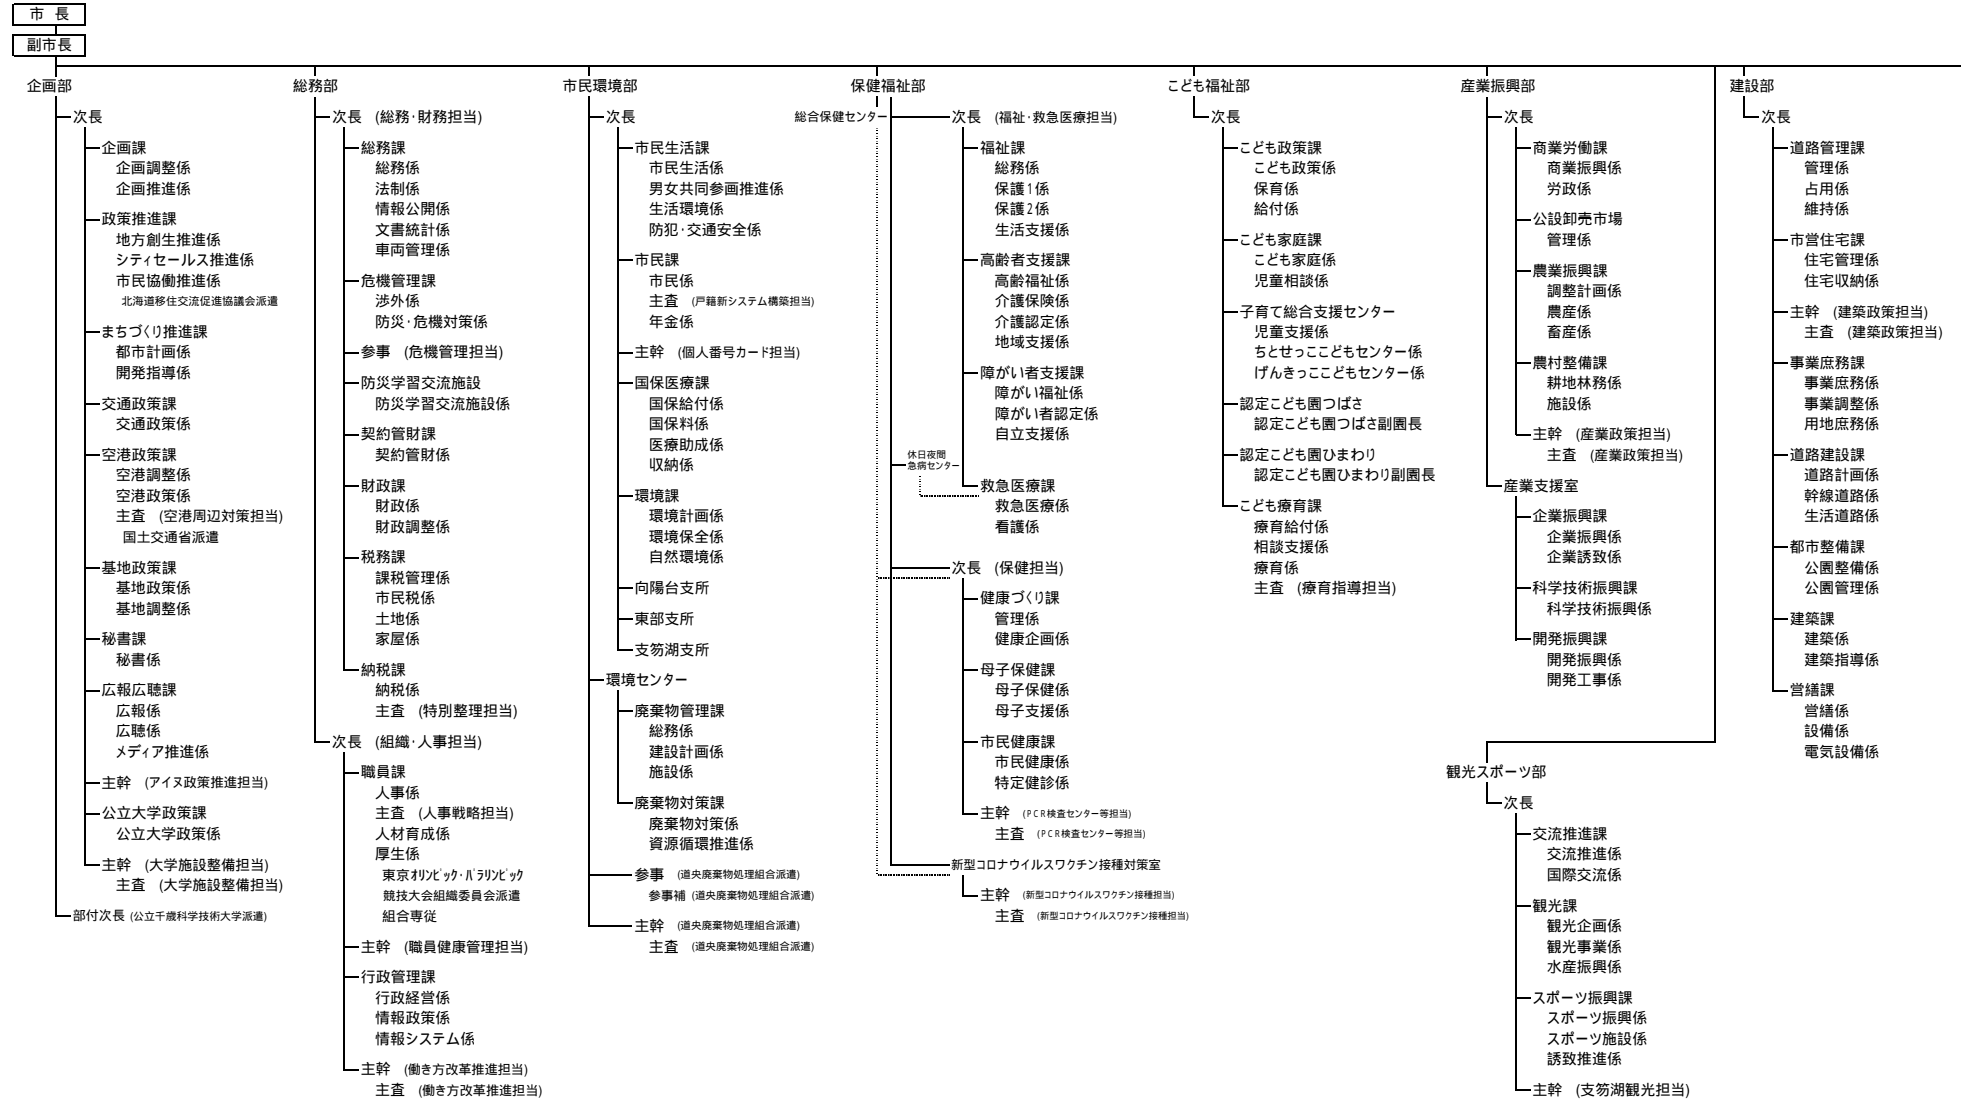 市 長
副市長
企画部
次長
企画課
企画調整係
企画推進係
政策推進課
地方創生推進係
シティセールス推進係
市民協働推進係
北海道移住交流促進協議会派遣
まちづくり推進課
都市計画係
開発指導係
交通政策課
交通政策係
空港政策課
空港調整係
空港政策係
主査 (空港周辺対策担当)
国土交通省派遣
基地政策課
基地政策係
基地調整係
秘書課
秘書係
広報広聴課
広報係
広聴係
メディア推進係
主幹 (アイヌ政策推進担当)
公立大学政策課
公立大学政策係
主幹 (大学施設整備担当)
主査 (大学施設整備担当)
部付次長 (公立千歳科学技術大学派遣)
総務部
次長 (総務・財務担当)
総務課
総務係
法制係
情報公開係
文書統計係
車両管理係
危機管理課
渉外係
防災・危機対策係
参事 (危機管理担当)
防災学習交流施設
防災学習交流施設係
契約管財課
契約管財係
財政課
財政係
財政調整係
税務課
課税管理係
市民税係
土地係
家屋係
納税課
納税係
主査 (特別整理担当)
次長 (組織・人事担当)
職員課
人事係
主査 (人事戦略担当)
人材育成係
厚生係
東京オリンピック・パラリンピック
競技大会組織委員会派遣
組合専従
主幹 (職員健康管理担当)
行政管理課
行政経営係
情報政策係
情報システム係
主幹 (働き方改革推進担当)
主査 (働き方改革推進担当)
市民環境部
次長
市民生活課
市民生活係
男女共同参画推進係
生活環境係
防犯・交通安全係
市民課
市民係
主査 (戸籍新システム構築担当)
年金係
主幹 (個人番号カード担当)
国保医療課
国保給付係
国保料係
医療助成係
収納係
環境課
環境計画係
環境保全係
自然環境係
向陽台支所
東部支所
支笏湖支所
環境センター
廃棄物管理課
総務係
建設計画係
施設係
廃棄物対策課
廃棄物対策係
資源循環推進係
参事 (道央廃棄物処理組合派遣)
参事補 (道央廃棄物処理組合派遣)
主幹 (道央廃棄物処理組合派遣)
主査 (道央廃棄物処理組合派遣)
保健福祉部
総合保健センター
次長 (福祉・救急医療担当)
福祉課
総務係
保護1係
保護2係
生活支援係
高齢者支援課
高齢福祉係
介護保険係
介護認定係
地域支援係
障がい者支援課
障がい福祉係
障がい者認定係
自立支援係
休日夜間
急病センター
救急医療課
救急医療係
看護係
次長 (保健担当)
健康づくり課
管理係
健康企画係
母子保健課
母子保健係
母子支援係
市民健康課
市民健康係
特定健診係
主幹 (PCR検査センター等担当)
主査 (PCR検査センター等担当)
新型コロナウイルスワクチン接種対策室
主幹 (新型コロナウイルスワクチン接種担当)
主査 (新型コロナウイルスワクチン接種担当)
こども福祉部
次長
こども政策課
こども政策係
保育係
給付係
こども家庭課
こども家庭係
児童相談係
子育て総合支援センター
児童支援係
ちとせっここどもセンター係
げんきっここどもセンター係
認定こども園つばさ
認定こども園つばさ副園長
認定こども園ひまわり
認定こども園ひまわり副園長
こども療育課
療育給付係
相談支援係
療育係
主査 (療育指導担当)
産業振興部
次長
商業労働課
商業振興係
労政係
公設卸売市場
管理係
農業振興課
調整計画係
農産係
畜産係
農村整備課
耕地林務係
施設係
主幹 (産業政策担当)
主査 (産業政策担当)
産業支援室
企業振興課
企業振興係
企業誘致係
科学技術振興課
科学技術振興係
開発振興課
開発振興係
開発工事係
観光スポーツ部
次長
交流推進課
交流推進係
国際交流係
観光課
観光企画係
観光事業係
水産振興係
スポーツ振興課
スポーツ振興係
スポーツ施設係
誘致推進係
主幹 (支笏湖観光担当)
建設部
次長
道路管理課
管理係
占用係
維持係
市営住宅課
住宅管理係
住宅収納係
主幹 (建築政策担当)
主査 (建築政策担当)
事業庶務課
事業庶務係
事業調整係
用地庶務係
道路建設課
道路計画係
幹線道路係
生活道路係
都市整備課
公園整備係
公園管理係
建築課
建築係
建築指導係
営繕課
営繕係
設備係
電気設備係